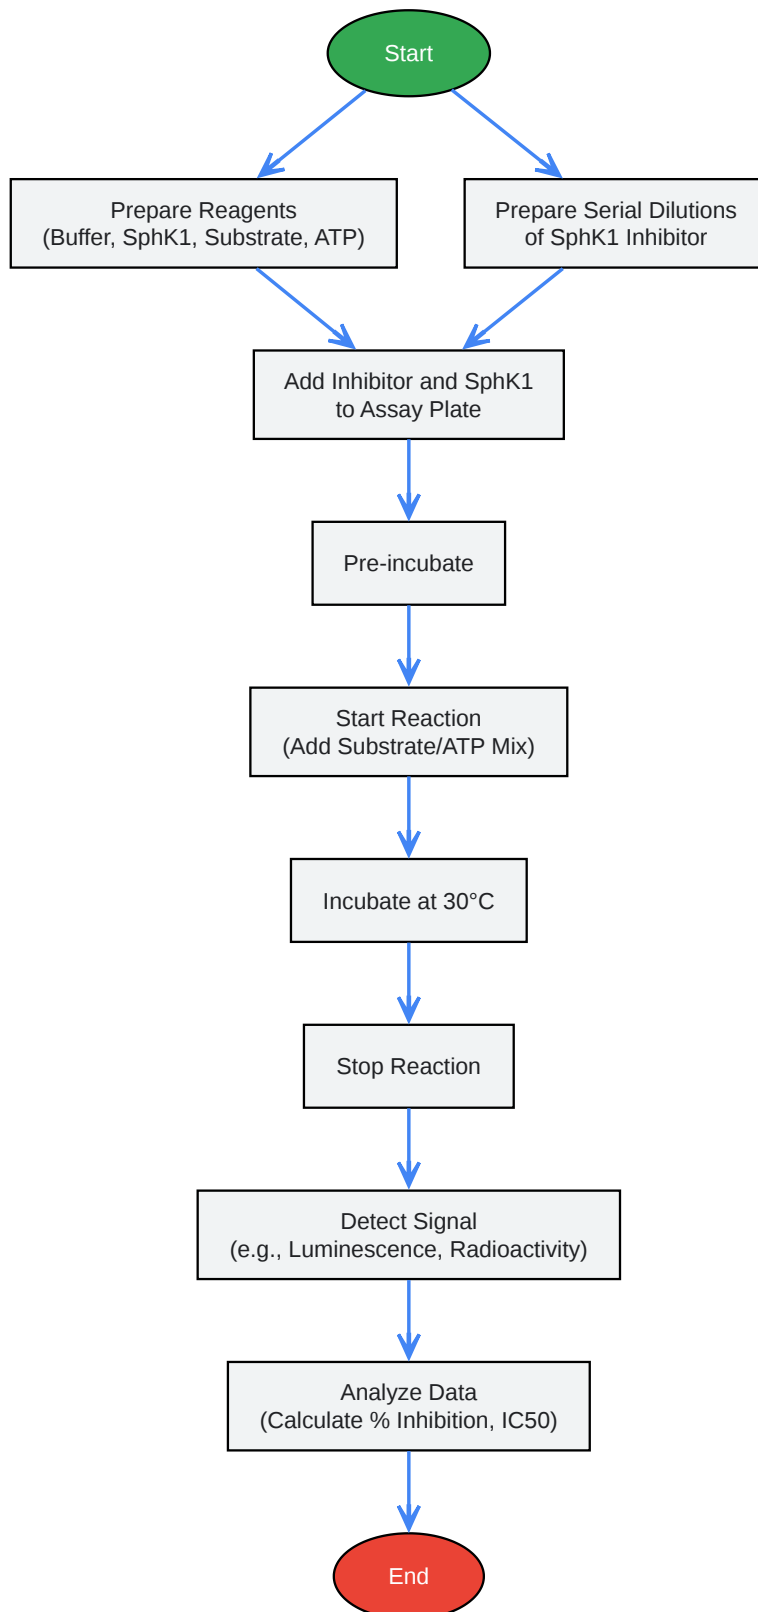 Start
Prepare Reagents
(Buffer, SphK1, Substrate, ATP)
Prepare Serial Dilutions
of SphK1 Inhibitor
Add Inhibitor and SphK1
to Assay Plate
Pre-incubate
Start Reaction
(Add Substrate/ATP Mix)
Incubate at 30°C
Stop Reaction
Detect Signal
(e.g., Luminescence, Radioactivity)
Analyze Data
(Calculate % Inhibition, IC50)
End